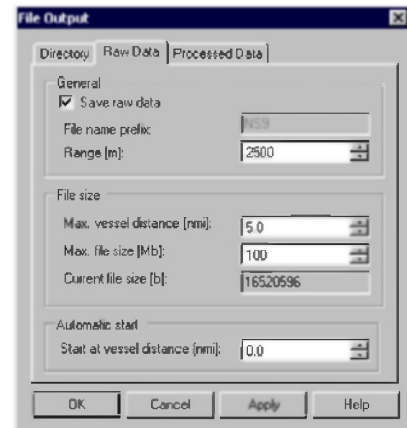 File Output
Directory Raw Data Processed Data
General
Save raw data
File name prefix:
Range [m]: 2500
File size
Max. vessel distance [nmi]: 5.0
Max. file size [Mb]: 100
Current file size [b]: 16520596
Automatic start
Start at vessel distance [nmi]: 0.0
OK Cancel Apply Help